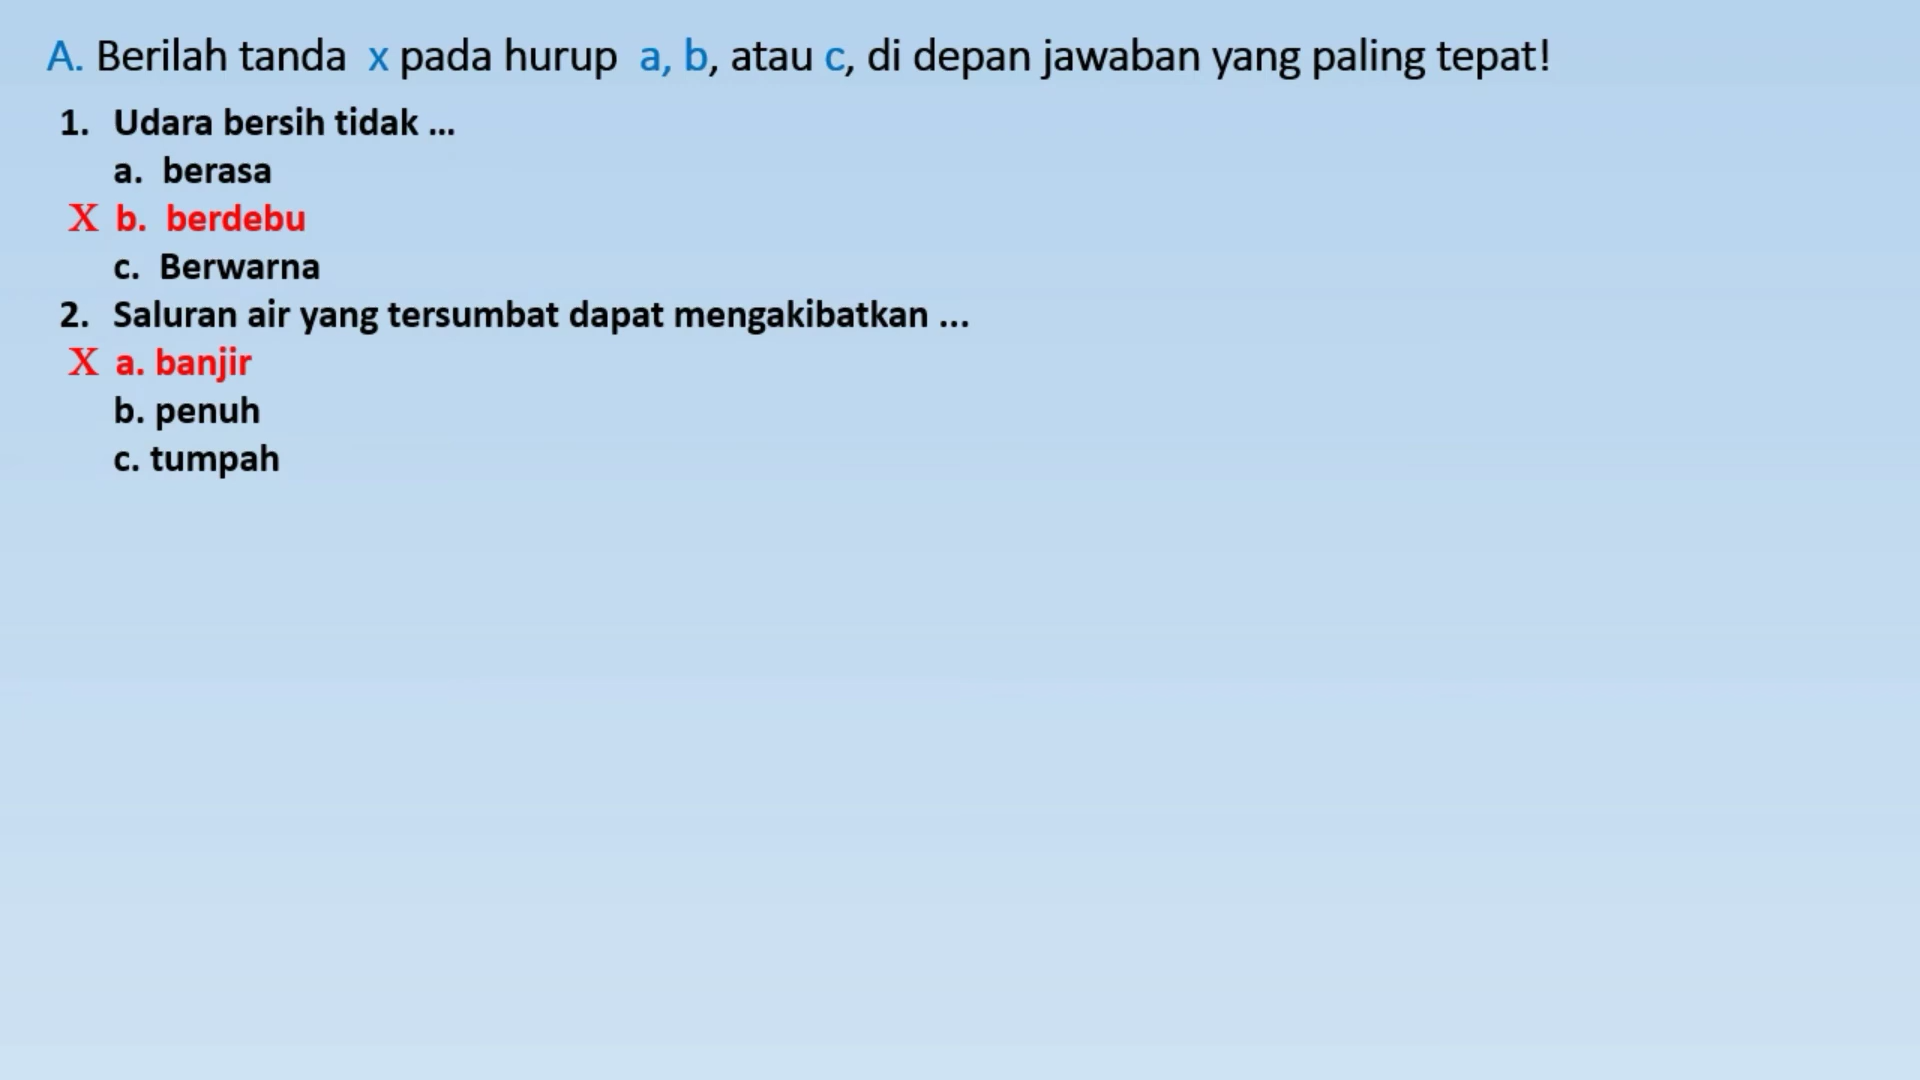 A. Berilah tanda x pada hurup a, b, atau c, di depan jawaban yang paling tepat!
1. Udara bersih tidak ...
a. berasa
X b. berdebu
c. Berwarna
2. Saluran air yang tersumbat dapat mengakibatkan ...
X a. banjir
b. penuh
c. tumpah